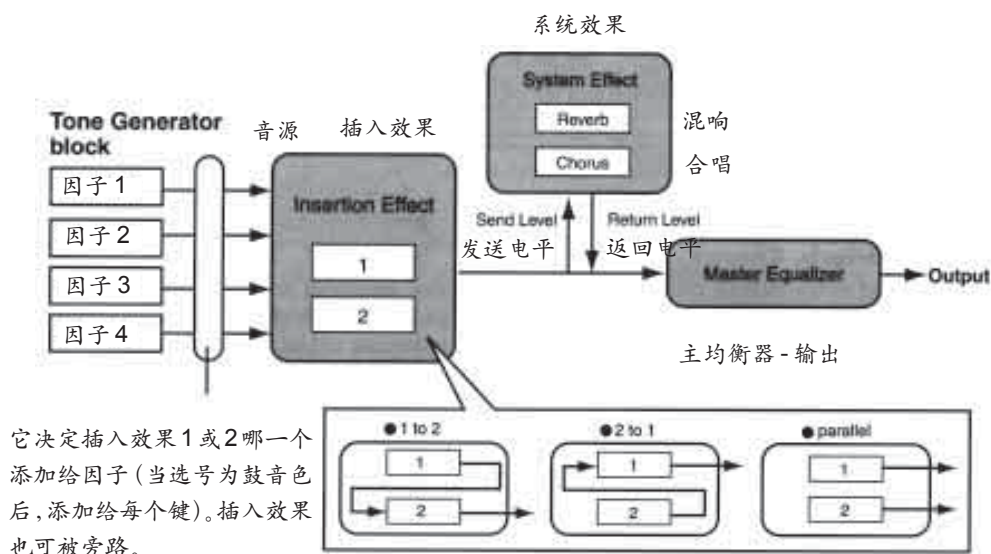 系统效果
System Effect
Reverb
混响
Chorus
合唱
Tone Generator
block
音源
插入效果
因子1
因子2
因子3
因子4
Insertion Effect
1
2
Send Level
发送电平
Return Level
返回电平
Master Equalizer
Output
主均衡器-输出
它决定插入效果1或2哪一个
添加给因子(当选号为鼓音色
后,添加给每个键)。插入效果
也可被旁路。
●1 to 2
1
2
●2 to 1
1
2
●parallel
1
2